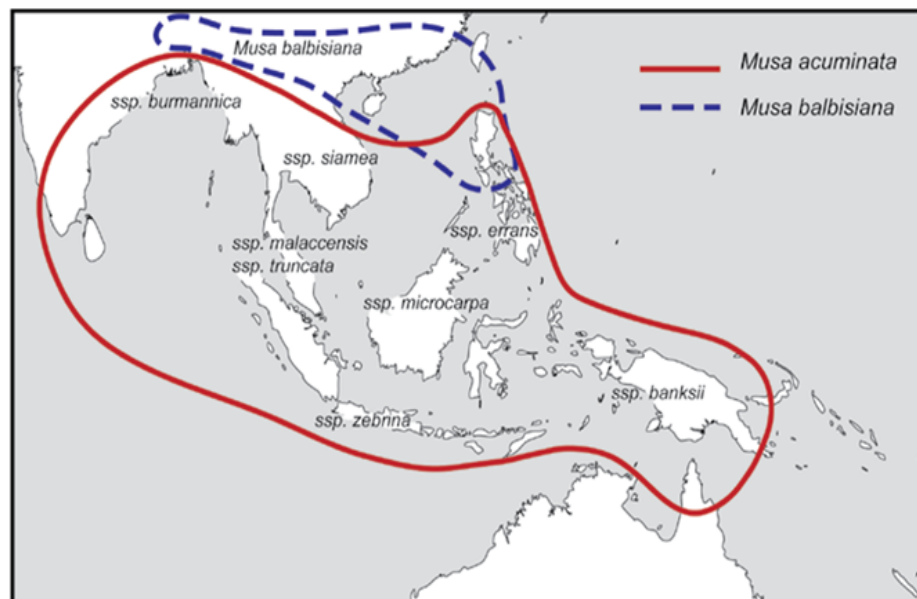 Musa balbisiana
Musa acuminata
ssp. burmannica
Musa balbisiana
ssp. siamea
ssp. errans
ssp. malaccensis
ssp. truncata
ssp. microcarpa
ssp. banksii
ssp. zebrina